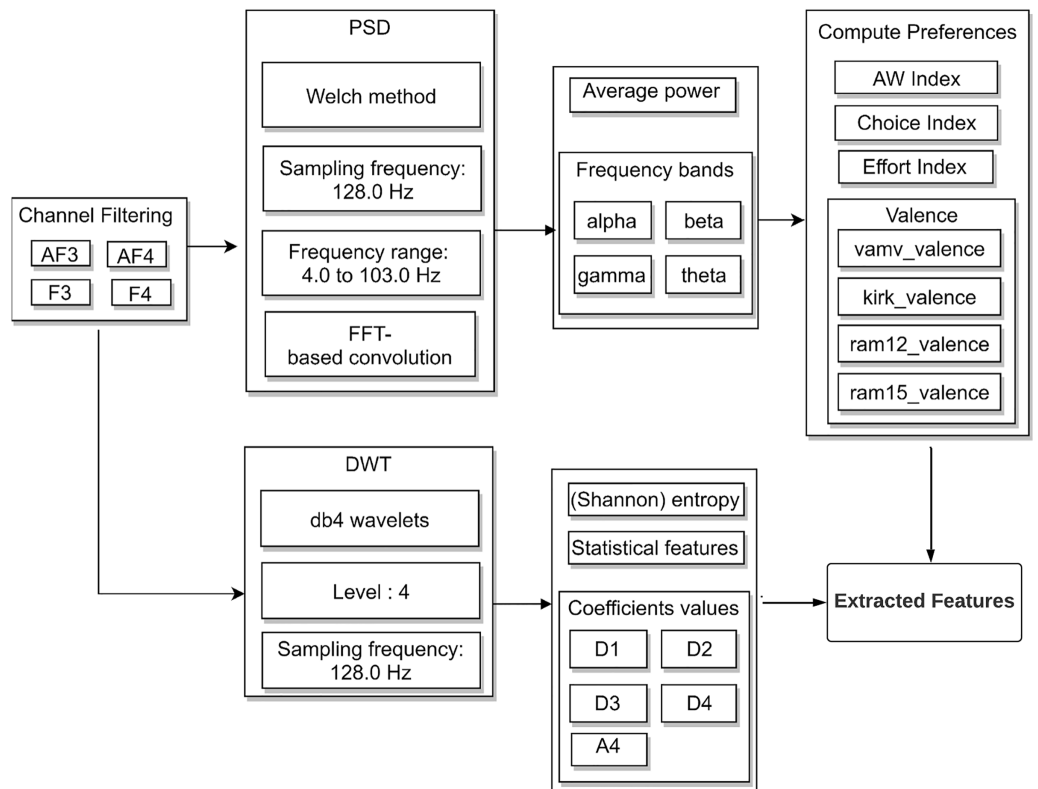 Channel Filtering
AF3
AF4
F3
F4
PSD
Welch method
Sampling frequency:
128.0 Hz
Frequency range:
4.0 to 103.0 Hz
FFT-
based convolution
Average power
Frequency bands
alpha
beta
gamma
theta
Compute Preferences
AW Index
Choice Index
Effort Index
Valence
vamv_valence
kirk_valence
ram12_valence
ram15_valence
DWT
db4 wavelets
Level : 4
Sampling frequency:
128.0 Hz
(Shannon) entropy
Statistical features
Coefficients values
D1
D2
D3
D4
A4
Extracted Features